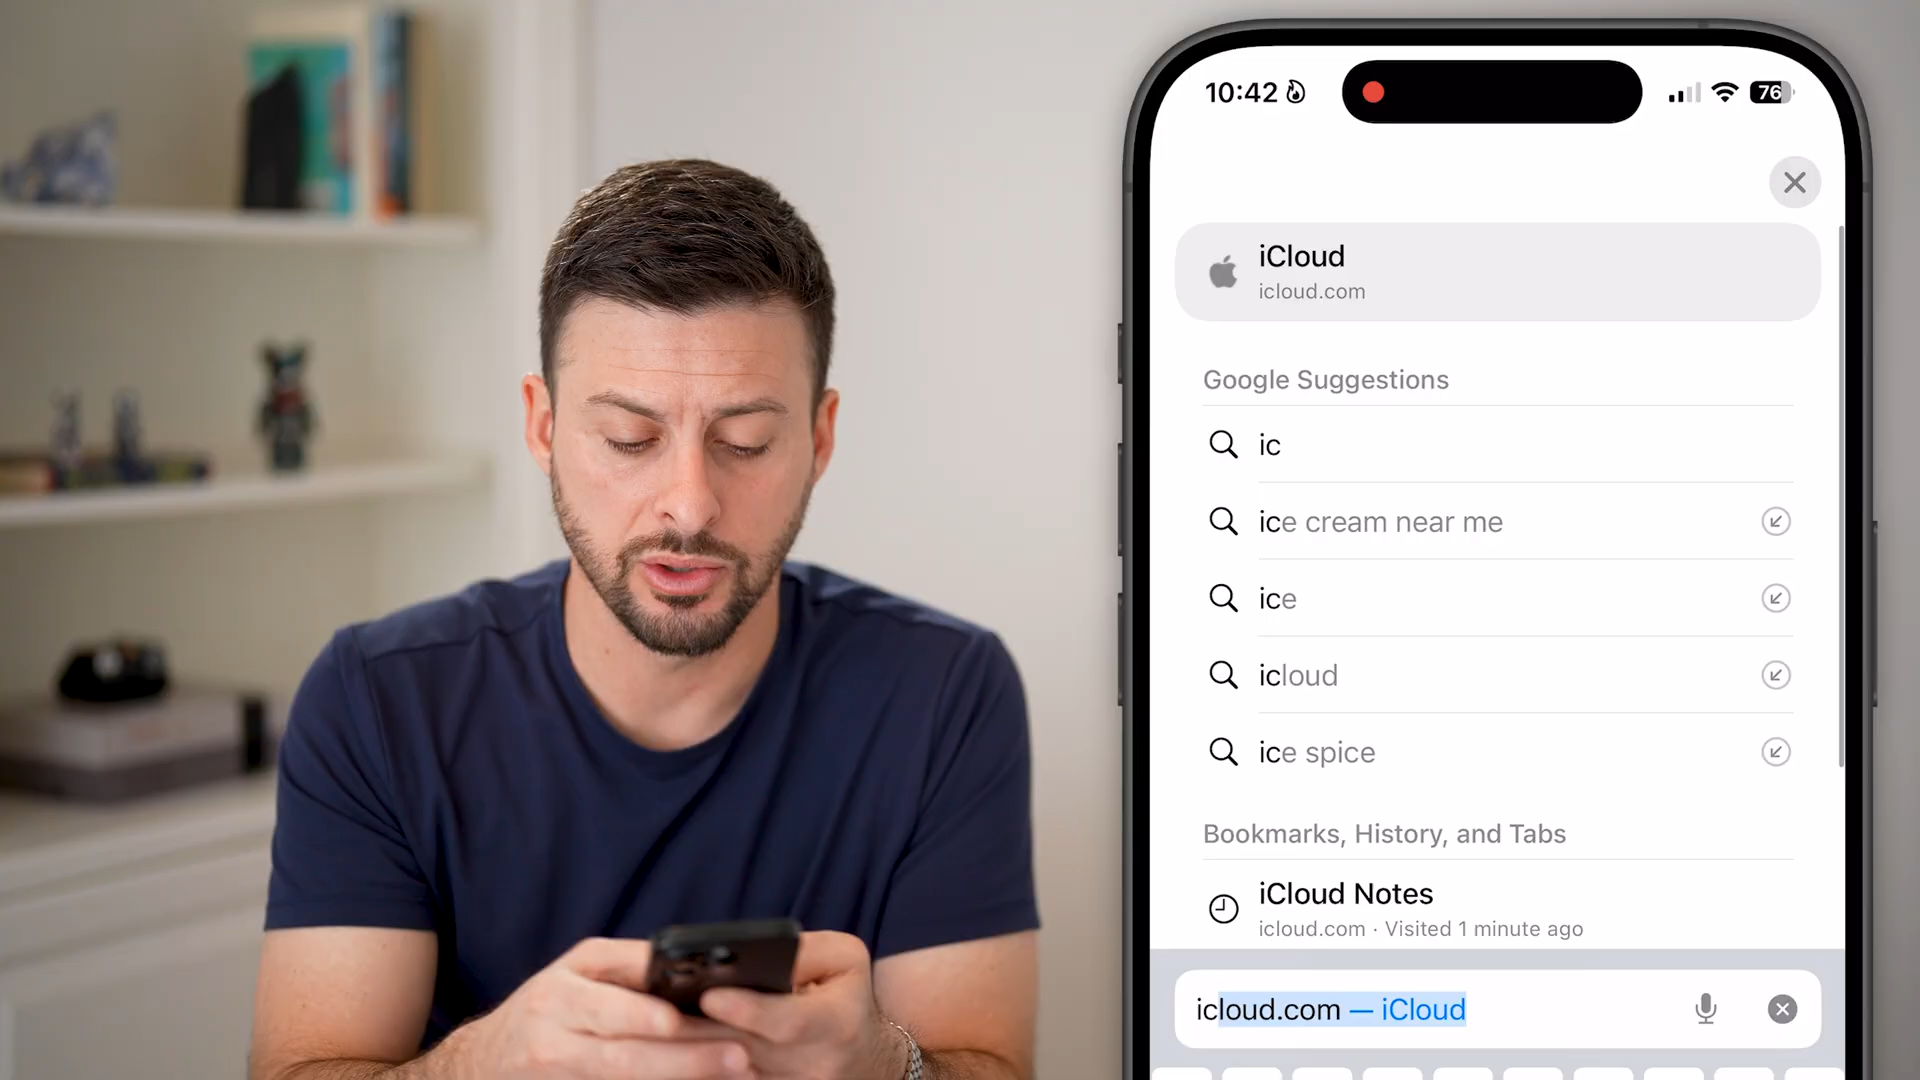 10:42
76
iCloud
icloud.com
Google Suggestions
ic
ice cream near me
ice
icloud
ice spice
Bookmarks, History, and Tabs
iCloud Notes
icloud.com · Visited 1 minute ago
icloud.com — iCloud